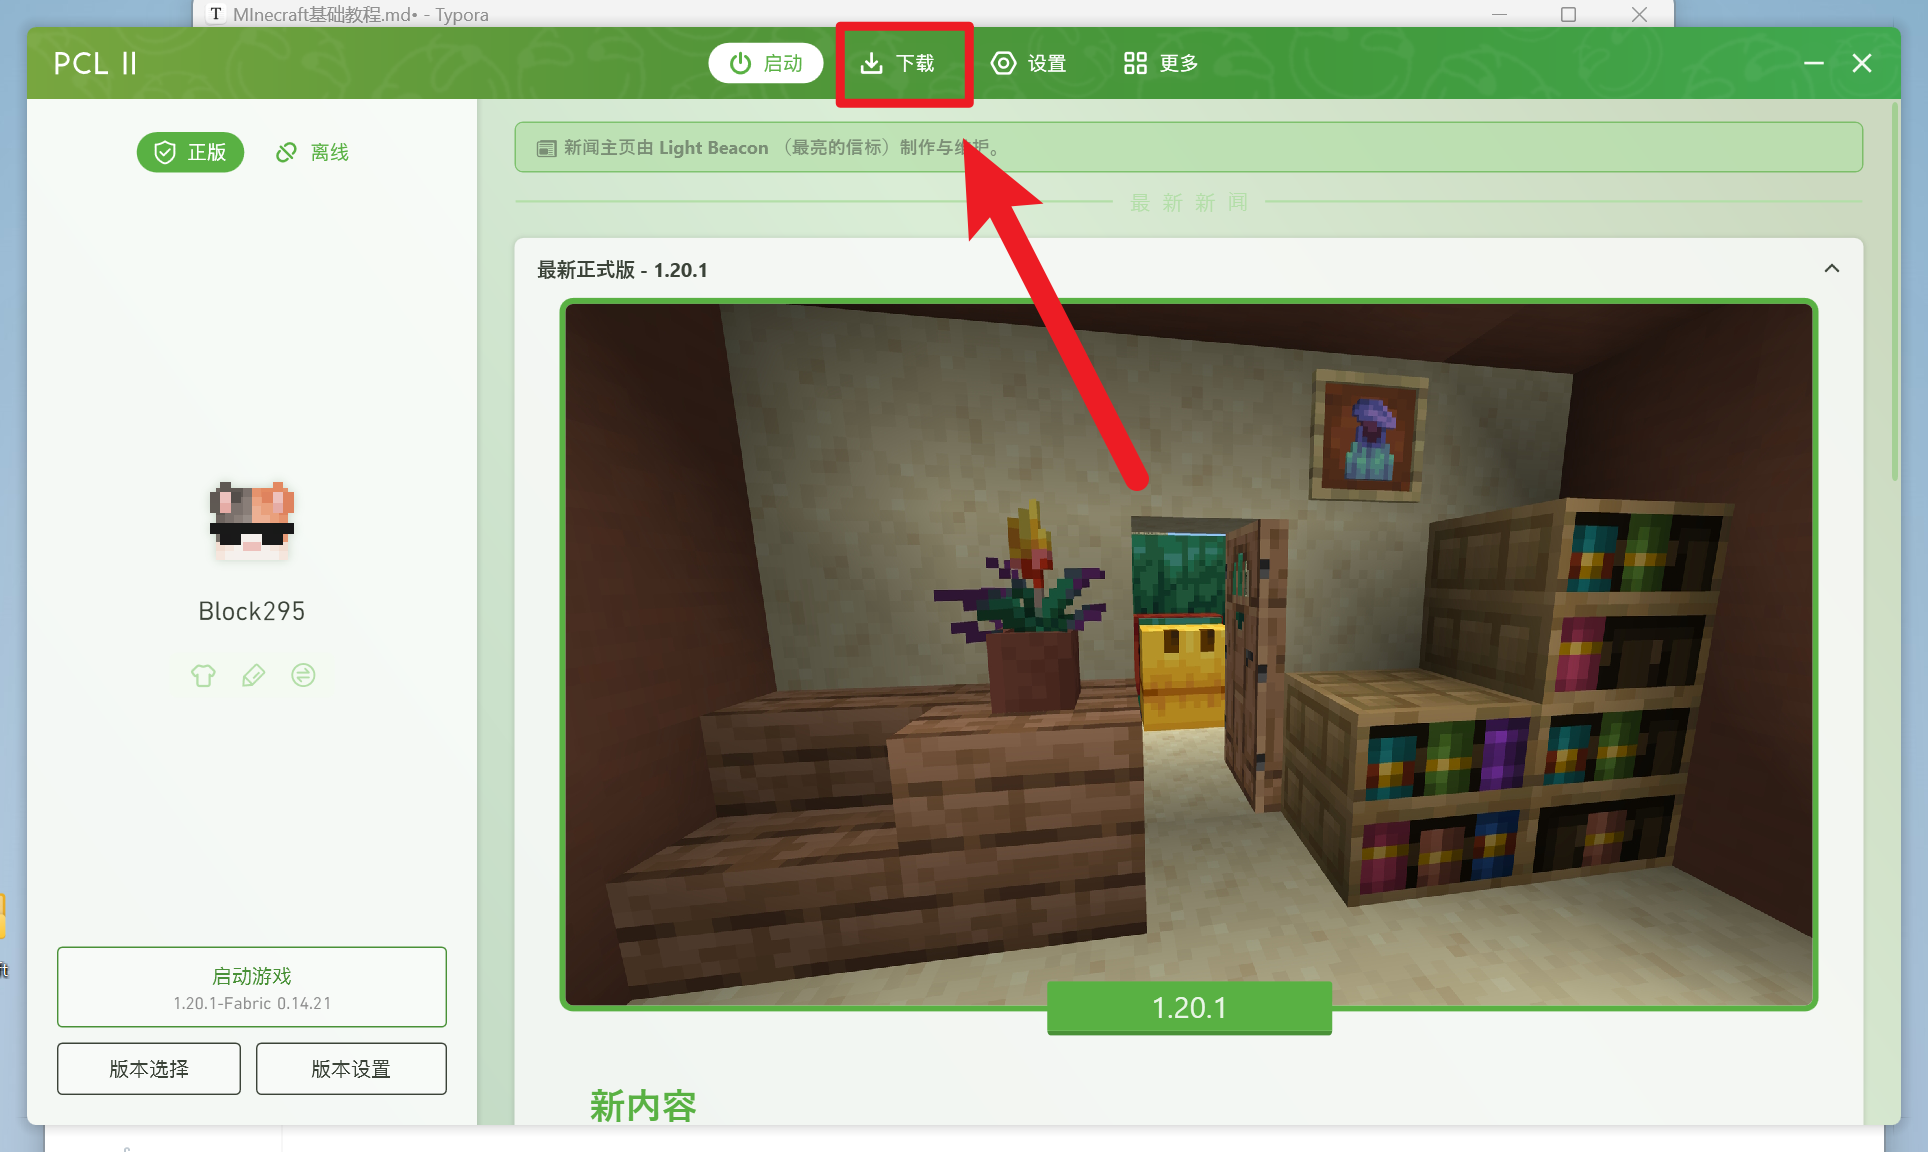 T MInecraft基础教程.md• - Typora
PCL II
启动
下载
设置
更多
正版
离线
新闻主页由 Light Beacon （最亮的信标）制作与维护。
最新新闻
最新正式版 - 1.20.1
Block295
1.20.1
启动游戏
1.20.1-Fabric 0.14.21
版本选择
版本设置
新内容